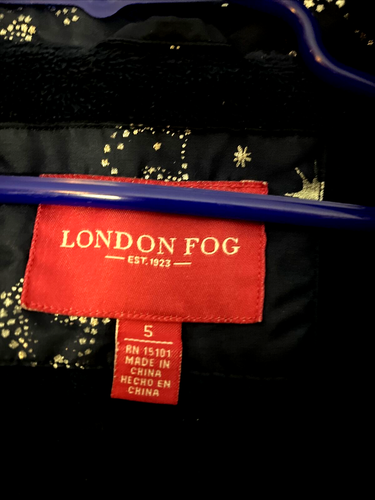 LONDON FOG
EST. 1923
5
RN 15101
MADE IN
CHINA
HECHO EN
CHINA